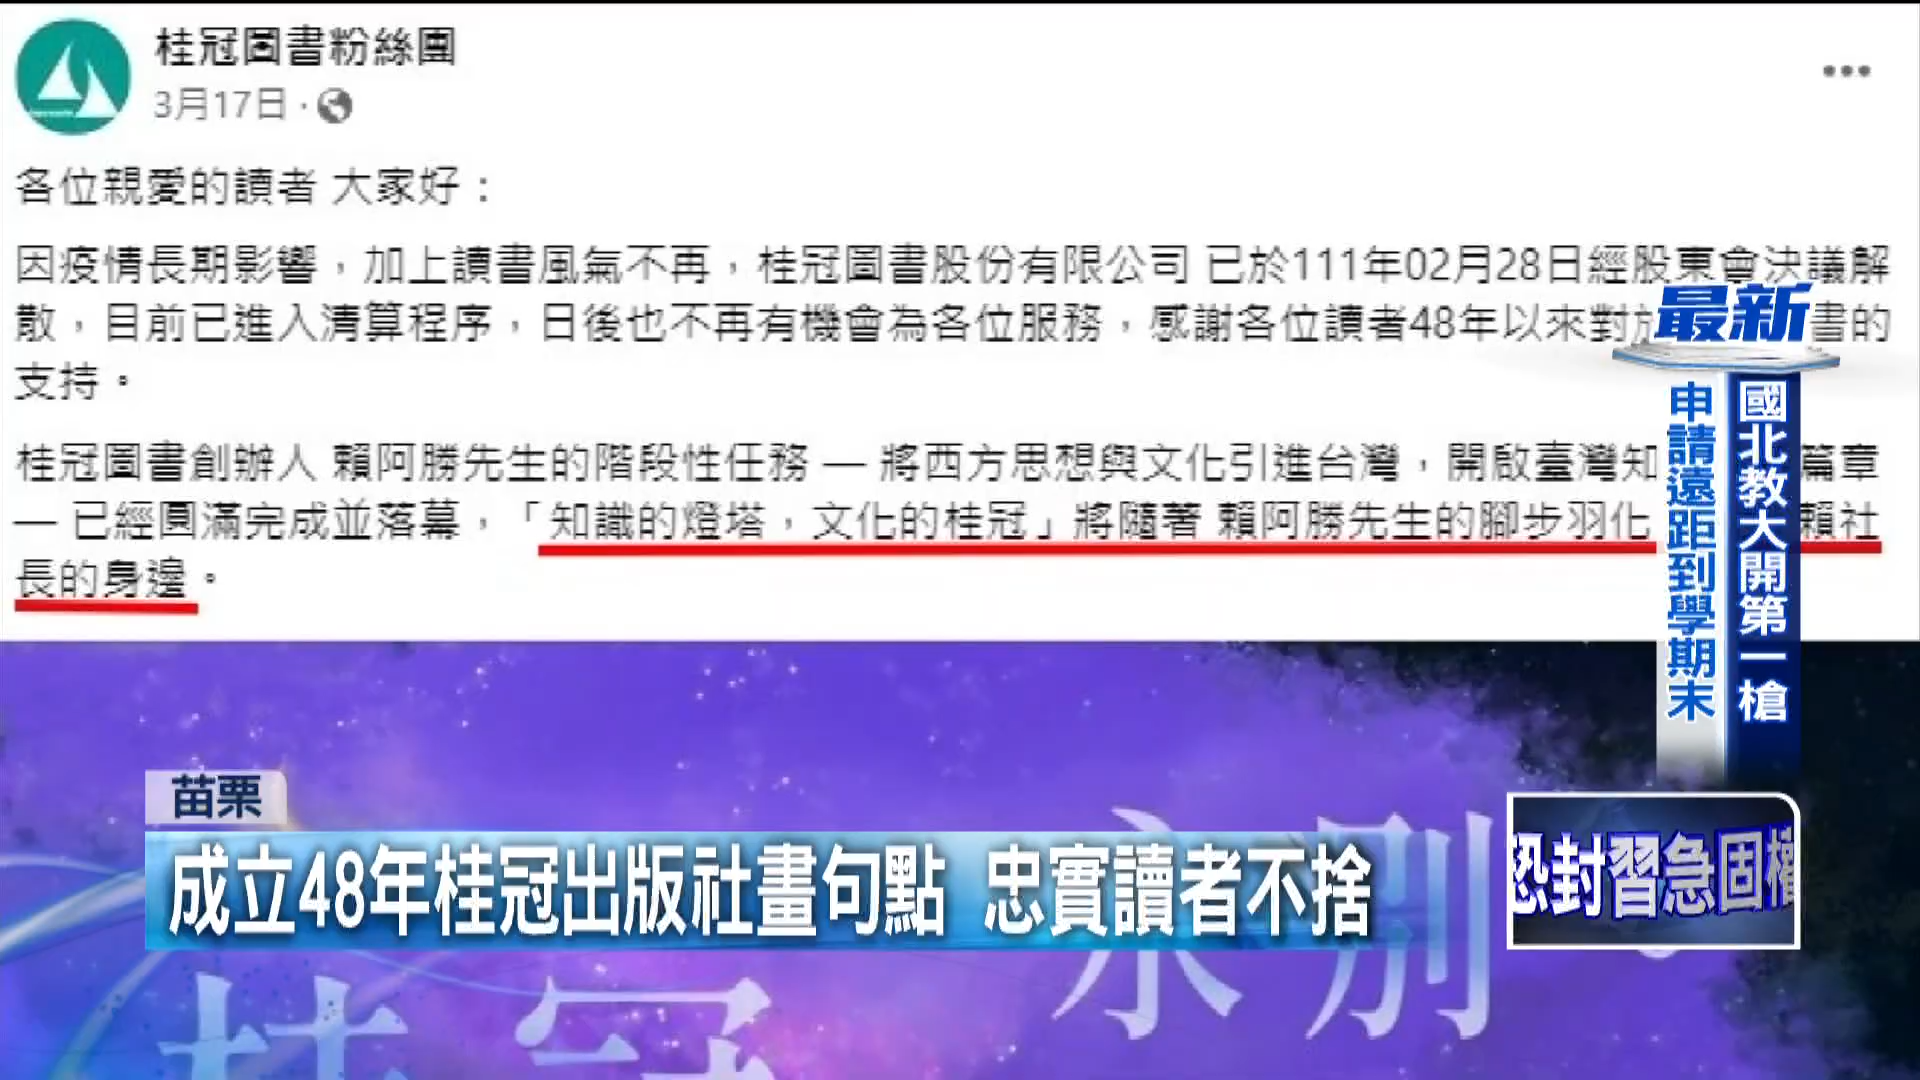 桂冠圖書粉絲團
3月17日
各位親愛的讀者 大家好：
因疫情長期影響，加上讀書風氣不再，桂冠圖書股份有限公司 已於111年02月28日經股東會決議解
散，目前已進入清算程序，日後也不再有機會為各位服務，感謝各位讀者48年以來對於 書的
支持。
桂冠圖書創辦人 賴阿勝先生的階段性任務 — 將西方思想與文化引進台灣，開啟臺灣知 篇章
— 已經圓滿完成並落幕，「知識的燈塔，文化的桂冠」將隨著 賴阿勝先生的腳步羽化 賴社
長的身邊。
最新
國北教大開第一槍
申請遠距到學期末
苗栗
成立48年桂冠出版社畫句點 忠實讀者不捨
恐封習急固權
永別
桂冠